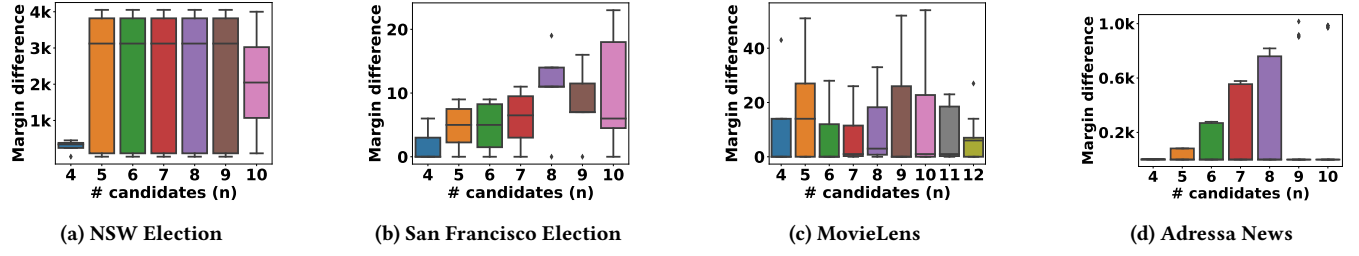 Margin difference
4k
3k
2k
1k
4 5 6 7 8 9 10
# candidates (n)
(a) NSW Election
Margin difference
20
10
0
4 5 6 7 8 9 10
# candidates (n)
(b) San Francisco Election
Margin difference
40
20
0
4 5 6 7 8 9 10 11 12
# candidates (n)
(c) MovieLens
Margin difference
1.0k
0.6k
0.2k
4 5 6 7 8 9 10
# candidates (n)
(d) Adressa News